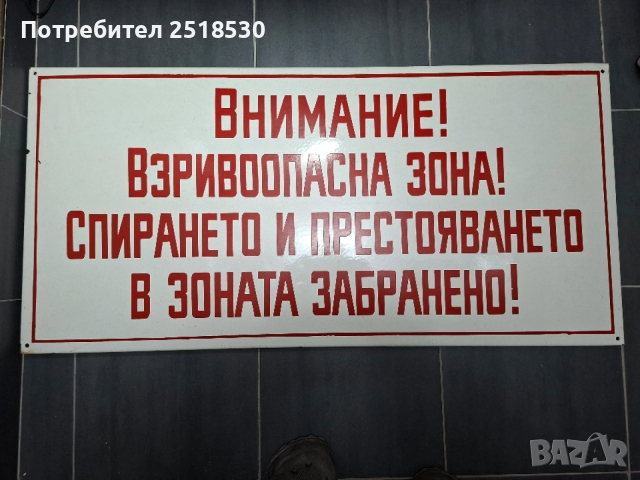 Потребител 2518530
ВНИМАНИЕ!
ВЗРИВООПАСНА ЗОНА!
СПИРАНЕТО И ПРЕСТОЯВАНЕТО
В ЗОНАТА ЗАБРАНЕНО!
BAZAR